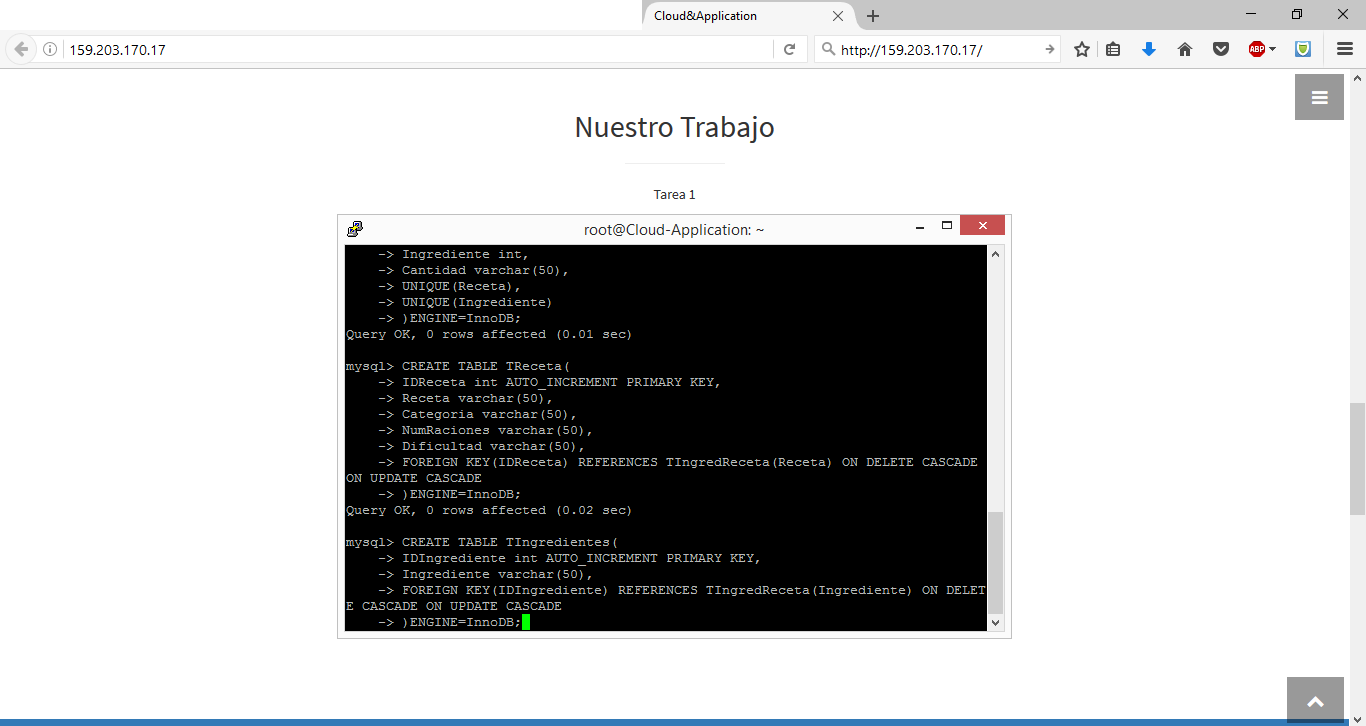 Cloud&Application
159.203.170.17
http://159.203.170.17/
ABP
Nuestro Trabajo
Tarea 1
root@Cloud-Application: ~
-> Ingrediente int,
-> Cantidad varchar(50),
-> UNIQUE(Receta),
-> UNIQUE(Ingrediente)
-> )ENGINE=InnoDB;
Query OK, 0 rows affected (0.01 sec)
mysql> CREATE TABLE TReceta(
-> IDReceta int AUTO_INCREMENT PRIMARY KEY,
-> Receta varchar(50),
-> Categoria varchar(50),
-> NumRaciones varchar(50),
-> Dificultad varchar(50),
-> FOREIGN KEY(IDReceta) REFERENCES TIngredReceta(Receta) ON DELETE CASCADE
ON UPDATE CASCADE
-> )ENGINE=InnoDB;
Query OK, 0 rows affected (0.02 sec)
mysql> CREATE TABLE TIngredientes(
-> IDIngrediente int AUTO_INCREMENT PRIMARY KEY,
-> Ingrediente varchar(50),
-> FOREIGN KEY(IDIngrediente) REFERENCES TIngredReceta(Ingrediente) ON DELET
E CASCADE ON UPDATE CASCADE
-> )ENGINE=InnoDB;